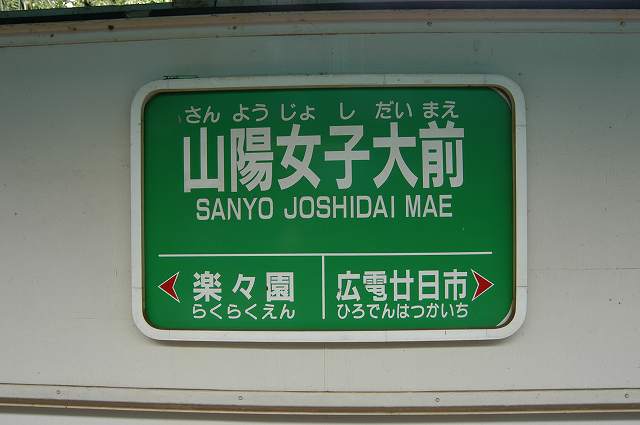 さん ようじょ し だい まえ
山陽女子大前
SANYO JOSHIDAI MAE
楽々園
らくらくえん
広電廿日市
ひろでんはつかいち